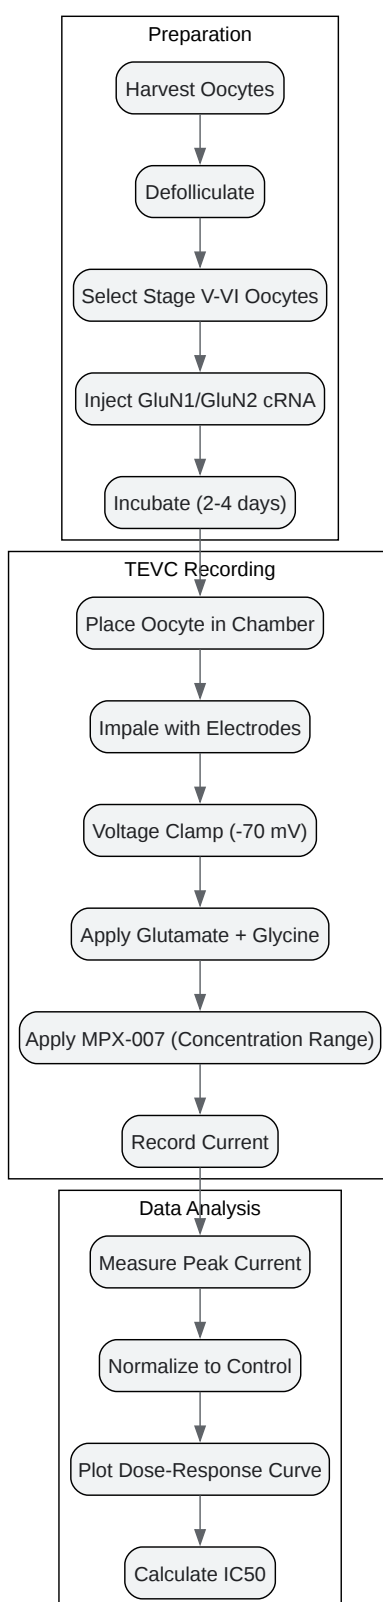 Preparation
Harvest Oocytes
Defolliculate
Select Stage V-VI Oocytes
Inject GluN1/GluN2 cRNA
Incubate (2-4 days)
TEVC Recording
Place Oocyte in Chamber
Impale with Electrodes
Voltage Clamp (-70 mV)
Apply Glutamate + Glycine
Apply MPX-007 (Concentration Range)
Record Current
Data Analysis
Measure Peak Current
Normalize to Control
Plot Dose-Response Curve
Calculate IC50